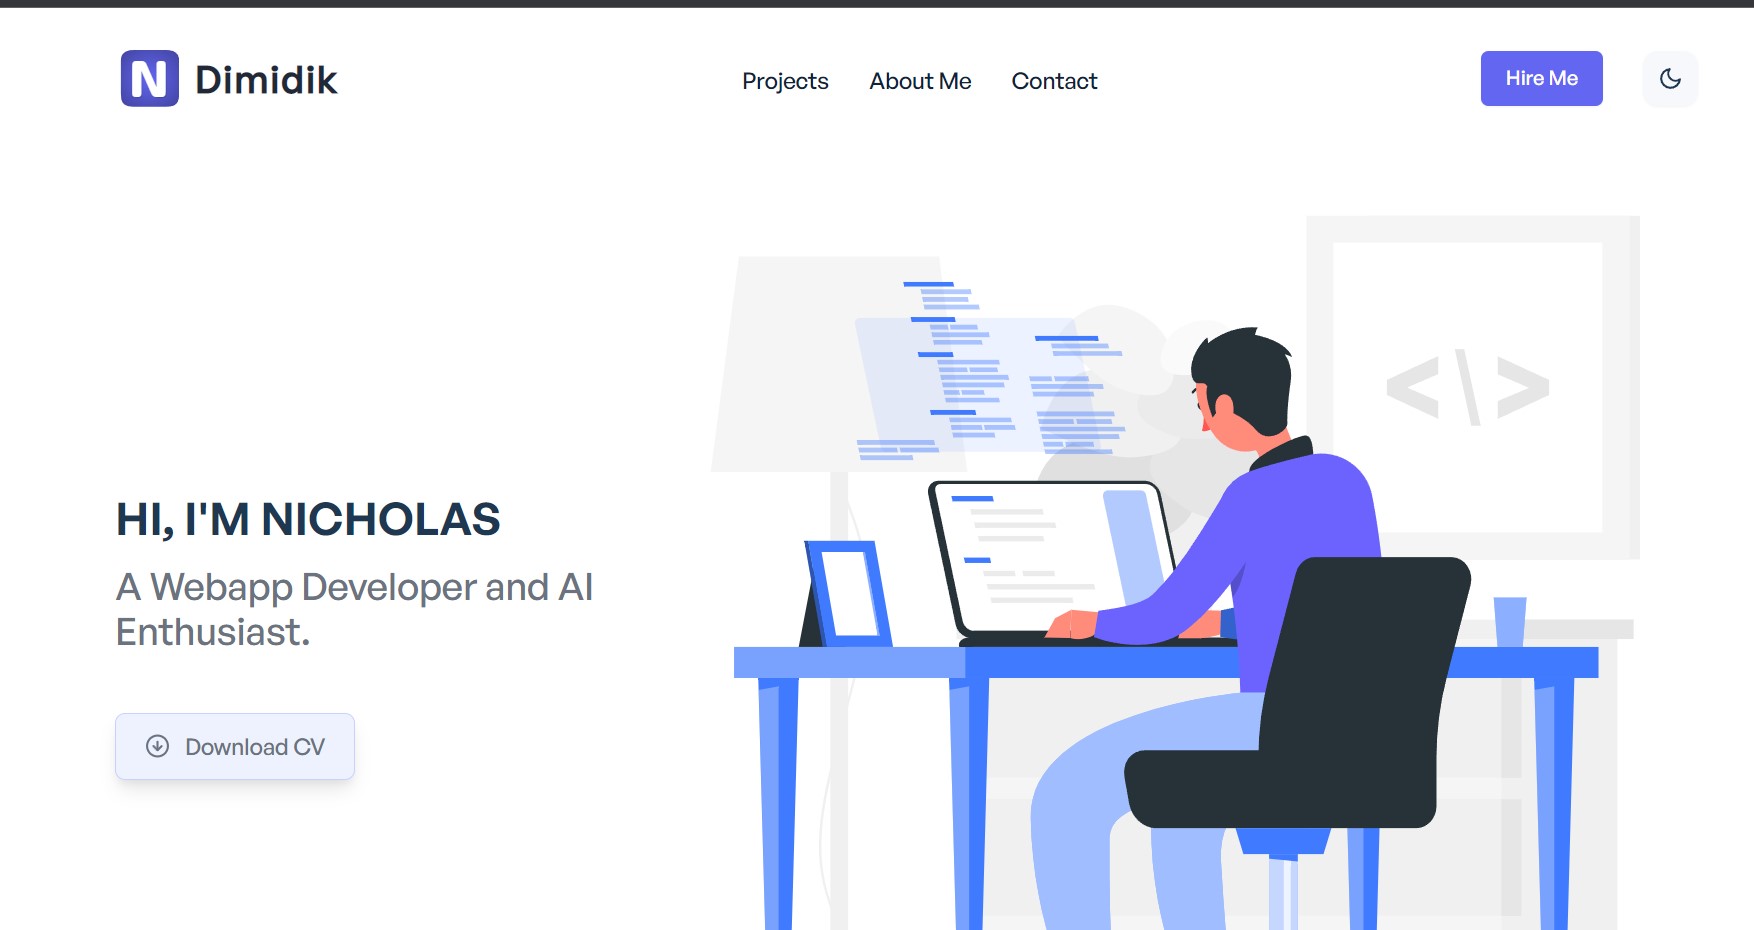 N Dimidik
Projects About Me Contact
Hire Me
<\>
HI, I'M NICHOLAS
A Webapp Developer and AI
Enthusiast.
Download CV